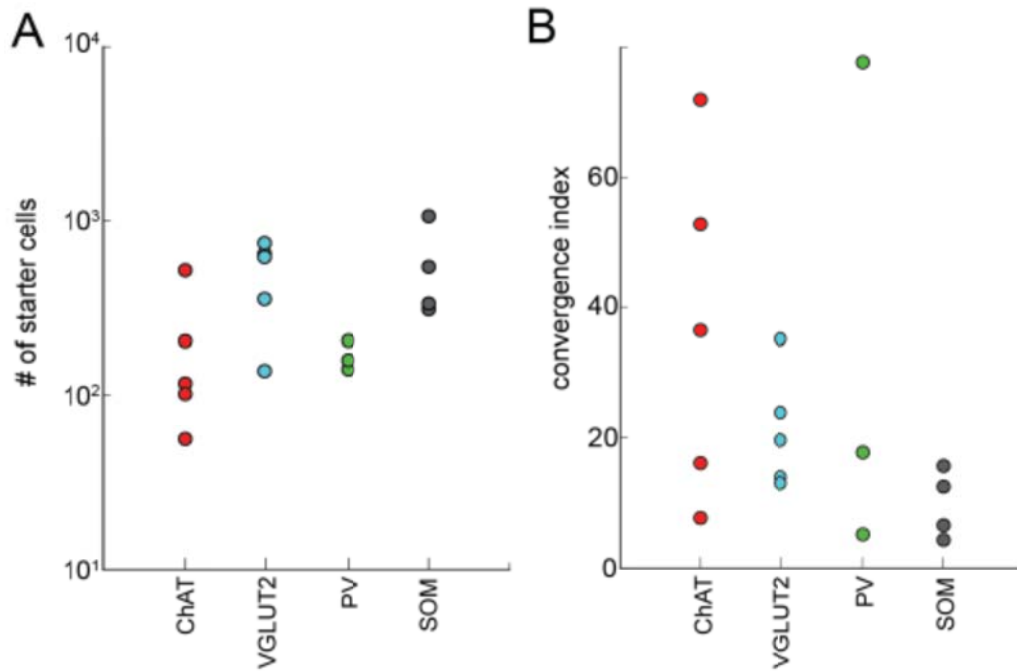 A
B
10⁴
10³
10²
10¹
# of starter cells
ChAT
VGLUT2
PV
SOM
60
40
20
0
convergence index
ChAT
VGLUT2
PV
SOM